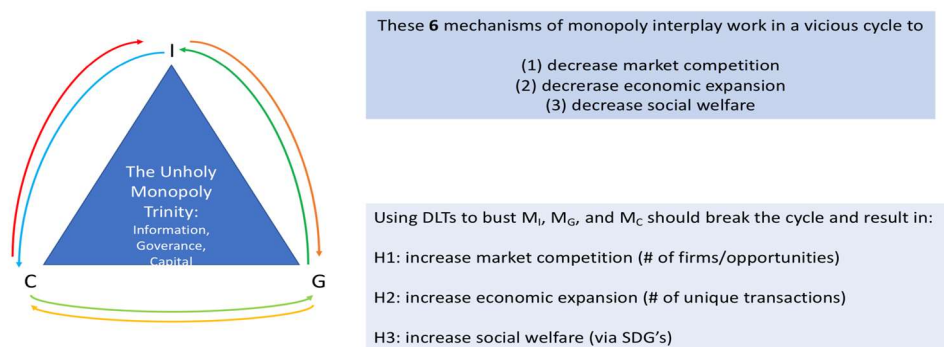 I
The Unholy
Monopoly
Trinity:
Information,
Goverance,
Capital
C
G
These 6 mechanisms of monopoly interplay work in a vicious cycle to
(1) decrease market competition
(2) decrerase economic expansion
(3) decrease social welfare
Using DLTs to bust M_I, M_G, and M_C should break the cycle and result in:
H1: increase market competition (# of firms/opportunities)
H2: increase economic expansion (# of unique transactions)
H3: increase social welfare (via SDG's)